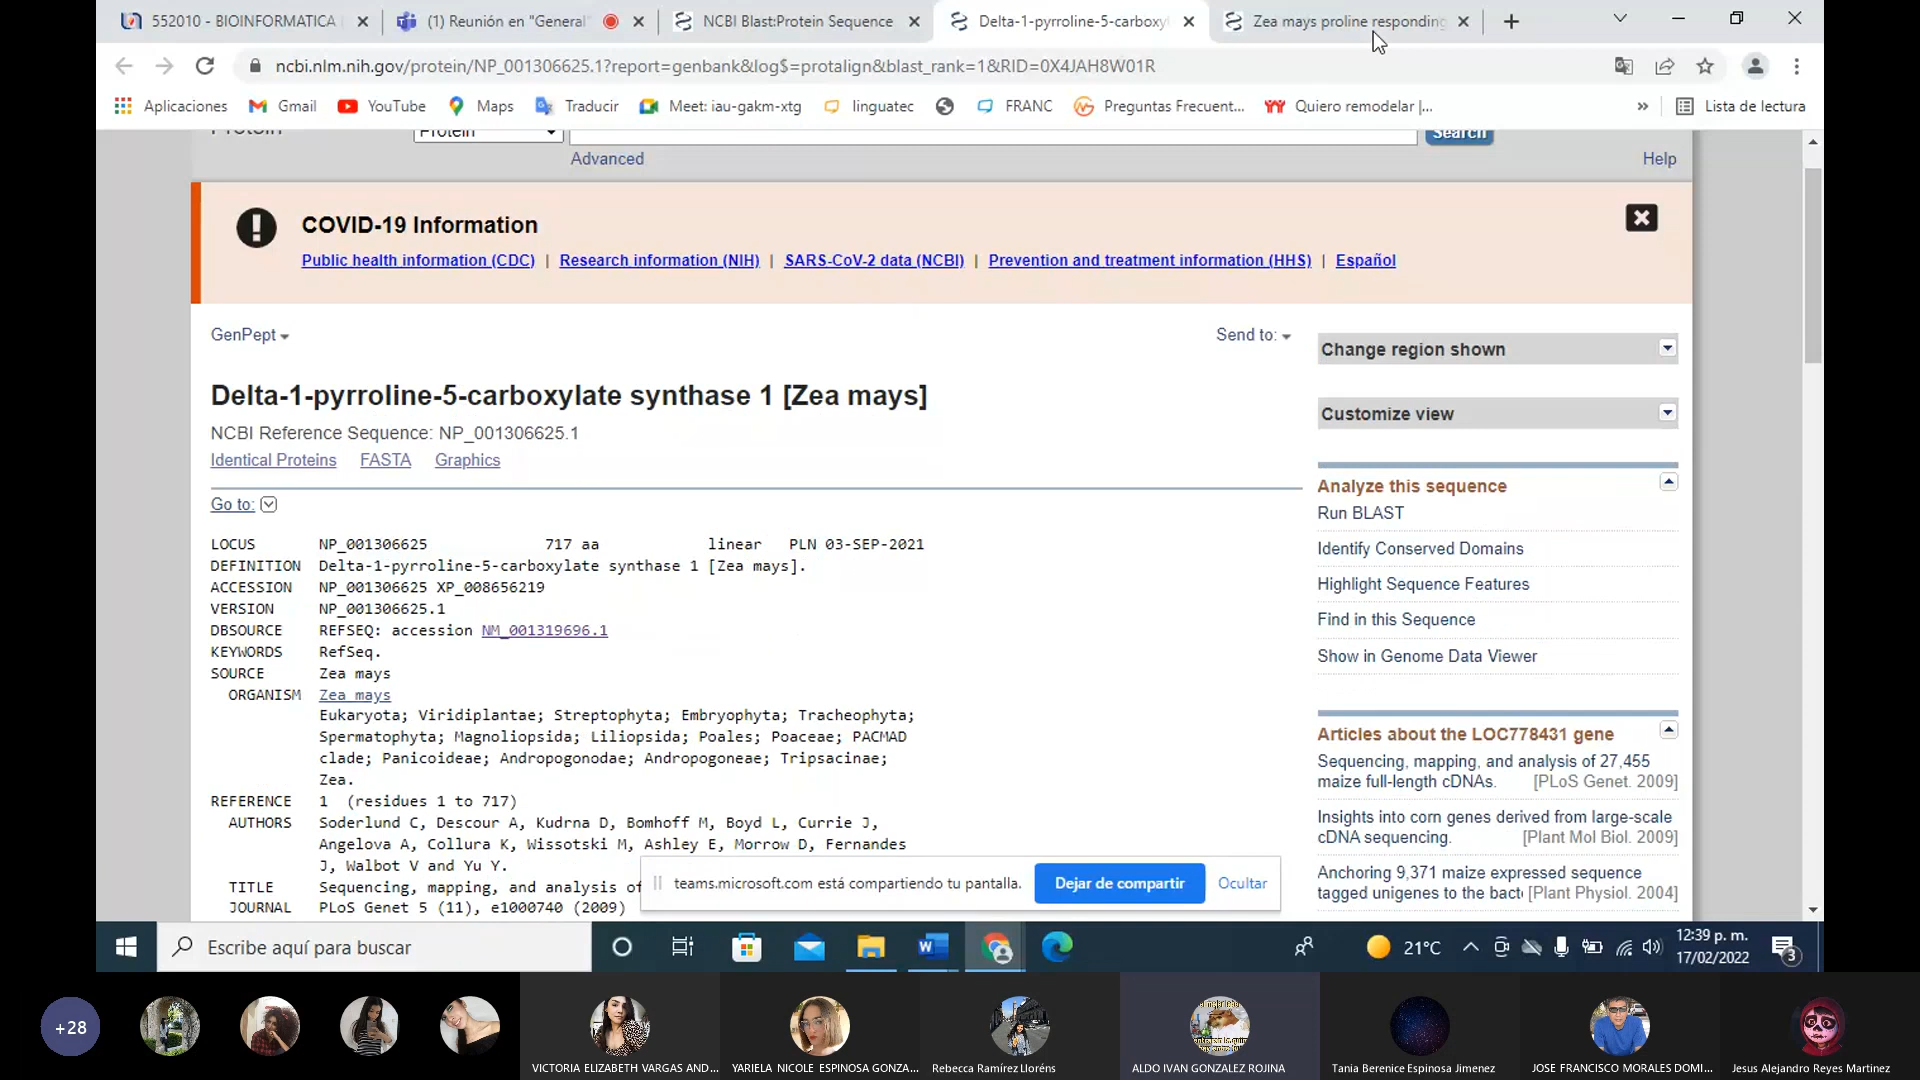 552010 - BIOINFORMATICA
(1) Reunión en "General"
NCBI Blast:Protein Sequence
Delta-1-pyrroline-5-carboxy
Zea mays proline responding
ncbi.nlm.nih.gov/protein/NP_001306625.1?report=genbank&log$=protalign&blast_rank=1&RID=0X4JAH8W01R
Aplicaciones
Gmail
YouTube
Maps
Traducir
Meet: iau-gakm-xtg
linguatec
FRANC
Preguntas Frecuent...
Quiero remodelar |,...
»
Lista de lectura
Protein
Protein
Search
Advanced
Help
COVID-19 Information
Public health information (CDC) | Research information (NIH) | SARS-CoV-2 data (NCBI) | Prevention and treatment information (HHS) | Español
GenPept
Send to:
Change region shown
Delta-1-pyrroline-5-carboxylate synthase 1 [Zea mays]
Customize view
NCBI Reference Sequence: NP_001306625.1
Identical Proteins FASTA Graphics
Analyze this sequence
Run BLAST
Identify Conserved Domains
Highlight Sequence Features
Find in this Sequence
Show in Genome Data Viewer
Go to:
LOCUS NP_001306625 717 aa linear PLN 03-SEP-2021
DEFINITION Delta-1-pyrroline-5-carboxylate synthase 1 [Zea mays].
ACCESSION NP_001306625 XP_008656219
VERSION NP_001306625.1
DBSOURCE REFSEQ: accession NM_001319696.1
KEYWORDS RefSeq.
SOURCE Zea mays
ORGANISM Zea mays
Eukaryota; Viridiplantae; Streptophyta; Embryophyta; Tracheophyta;
Spermatophyta; Magnoliopsida; Liliopsida; Poales; Poaceae; PACMAD
clade; Panicoideae; Andropogonodae; Andropogoneae; Tripsacinae;
Zea.
REFERENCE 1 (residues 1 to 717)
AUTHORS Soderlund C, Descour A, Kudrna D, Bomhoff M, Boyd L, Currie J,
Angelova A, Collura K, Wissotski M, Ashley E, Morrow D, Fernandes
J, Walbot V and Yu Y.
TITLE Sequencing, mapping, and analysis of
JOURNAL PLoS Genet 5 (11), e1000740 (2009)
Articles about the LOC778431 gene
Sequencing, mapping, and analysis of 27,455
maize full-length cDNAs. [PLoS Genet. 2009]
Insights into corn genes derived from large-scale
cDNA sequencing. [Plant Mol Biol. 2009]
Anchoring 9,371 maize expressed sequence
tagged unigenes to the bact [Plant Physiol. 2004]
teams.microsoft.com está compartiendo tu pantalla.
Dejar de compartir
Ocultar
Escribe aquí para buscar
21°C
12:39 p. m.
17/02/2022
3
+28
VICTORIA ELIZABETH VARGAS AND...
YARIELA NICOLE ESPINOSA GONZA...
Rebecca Ramírez Lloréns
ALDO IVAN GONZALEZ ROJINA
Tania Berenice Espinosa Jimenez
JOSE FRANCISCO MORALES DOMI...
Jesus Alejandro Reyes Martinez